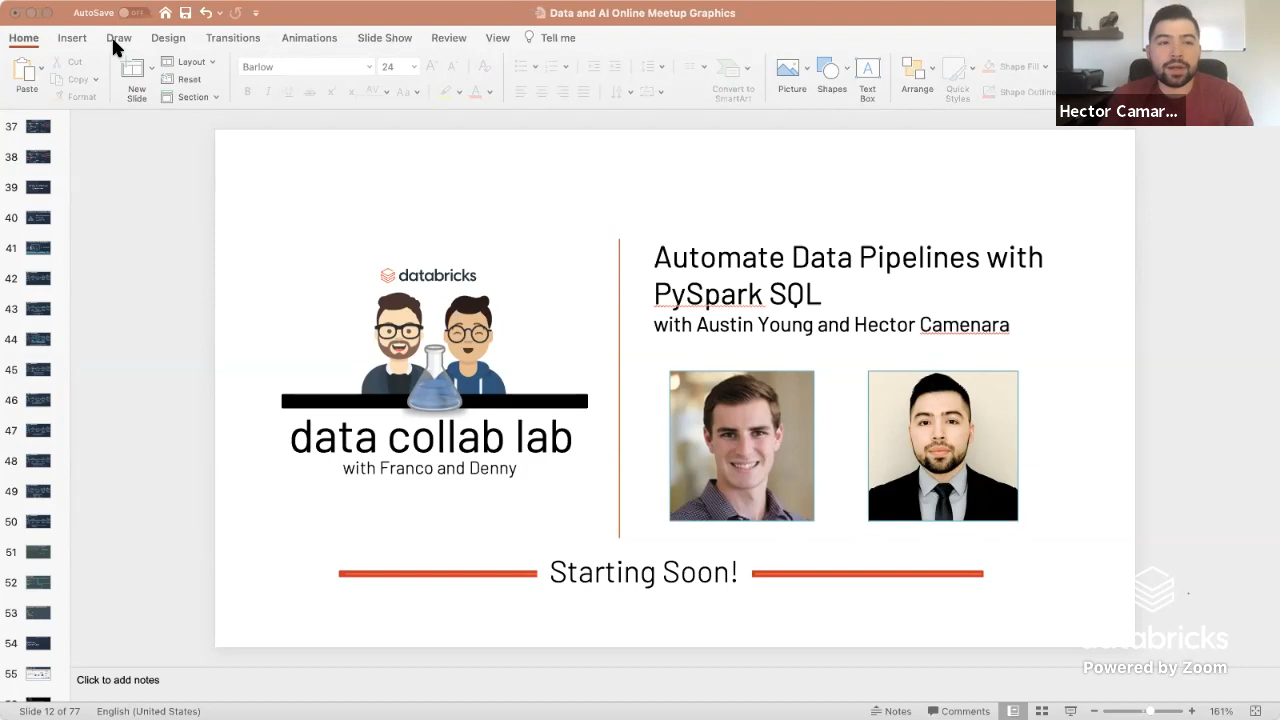 AutoSave OFF
Data and AI Online Meetup Graphics
Home Insert Draw Design Transitions Animations Slide Show Review View Tell me
Paste
Cut
Copy
Format
New
Slide
Layout
Reset
Section
Barlow
24
Convert to
SmartArt
Picture
Shapes
Text
Box
Arrange
Quick
Styles
Shape Fill
Shape Outline
Hector Camar...
37
38
39
40
41
42
43
44
45
46
47
48
49
50
51
52
53
54
55
databricks
data collab lab
with Franco and Denny
Automate Data Pipelines with
PySpark SQL
with Austin Young and Hector Camenara
Starting Soon!
databricks
Powered by Zoom
Click to add notes
Slide 12 of 77
English (United States)
Notes
Comments
161%